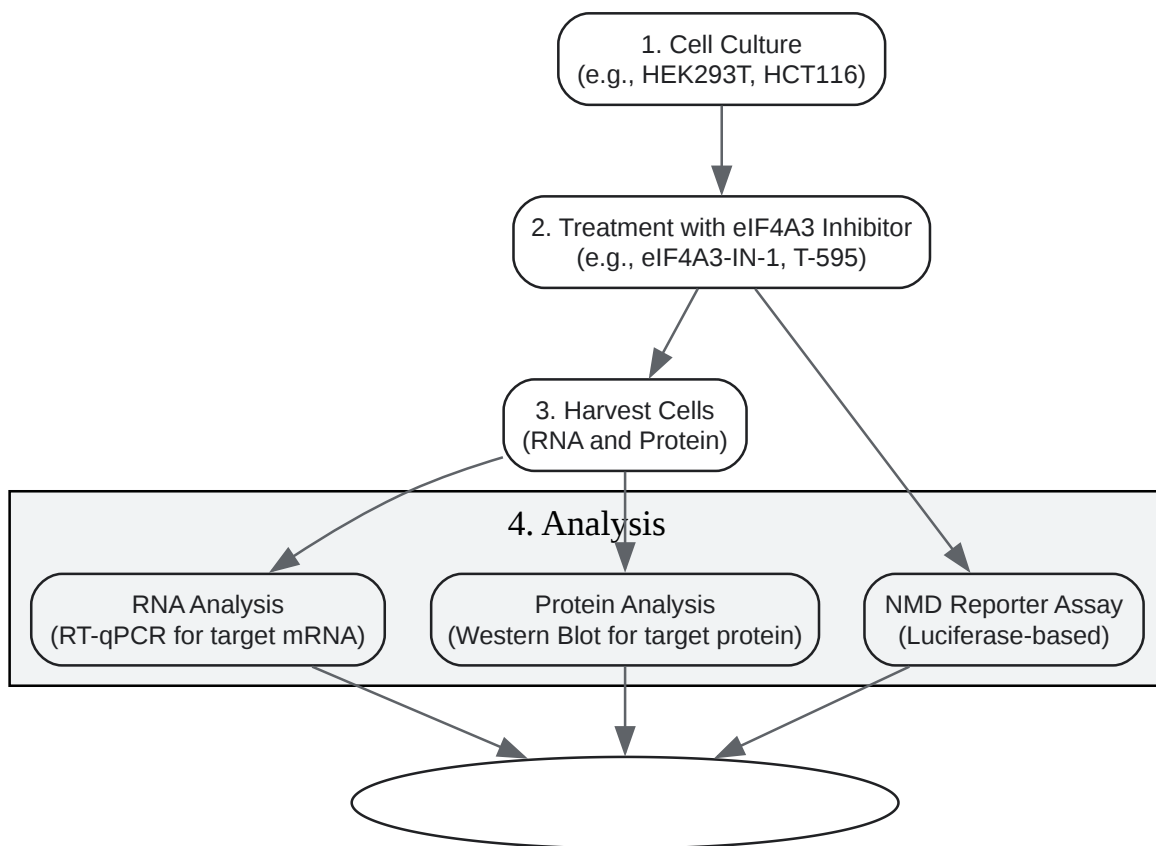 1. Cell Culture
(e.g., HEK293T, HCT116)
2. Treatment with eIF4A3 Inhibitor
(e.g., eIF4A3-IN-1, T-595)
3. Harvest Cells
(RNA and Protein)
4. Analysis
RNA Analysis
(RT-qPCR for target mRNA)
Protein Analysis
(Western Blot for target protein)
NMD Reporter Assay
(Luciferase-based)